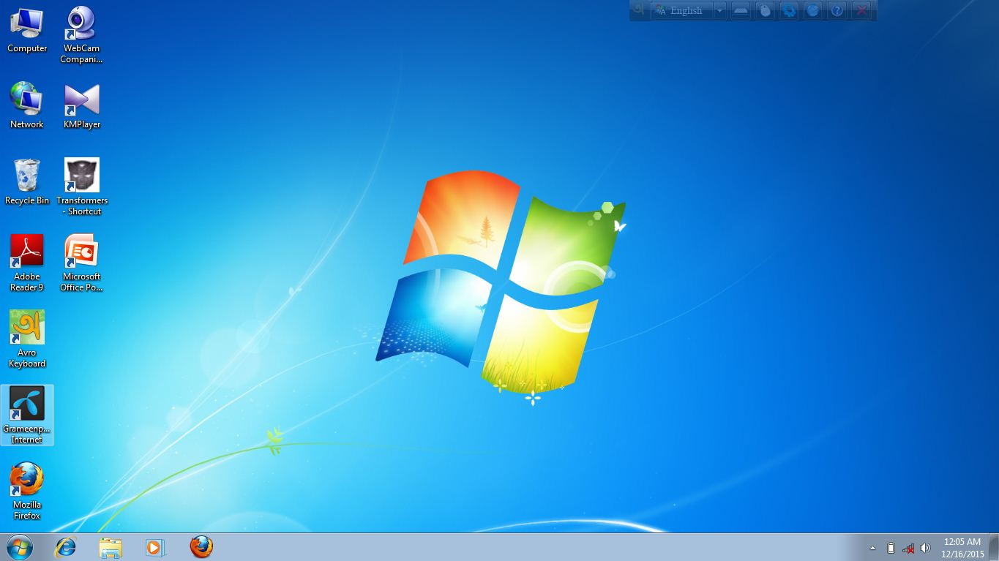 Computer
WebCam
Compani...
English
Network
KMPlayer
Recycle Bin
Transformers
- Shortcut
Adobe
Reader 9
Microsoft
Office Po...
অ
Avro
Keyboard
Grameenp...
Internet
Mozilla
Firefox
12:05 AM
12/16/2015